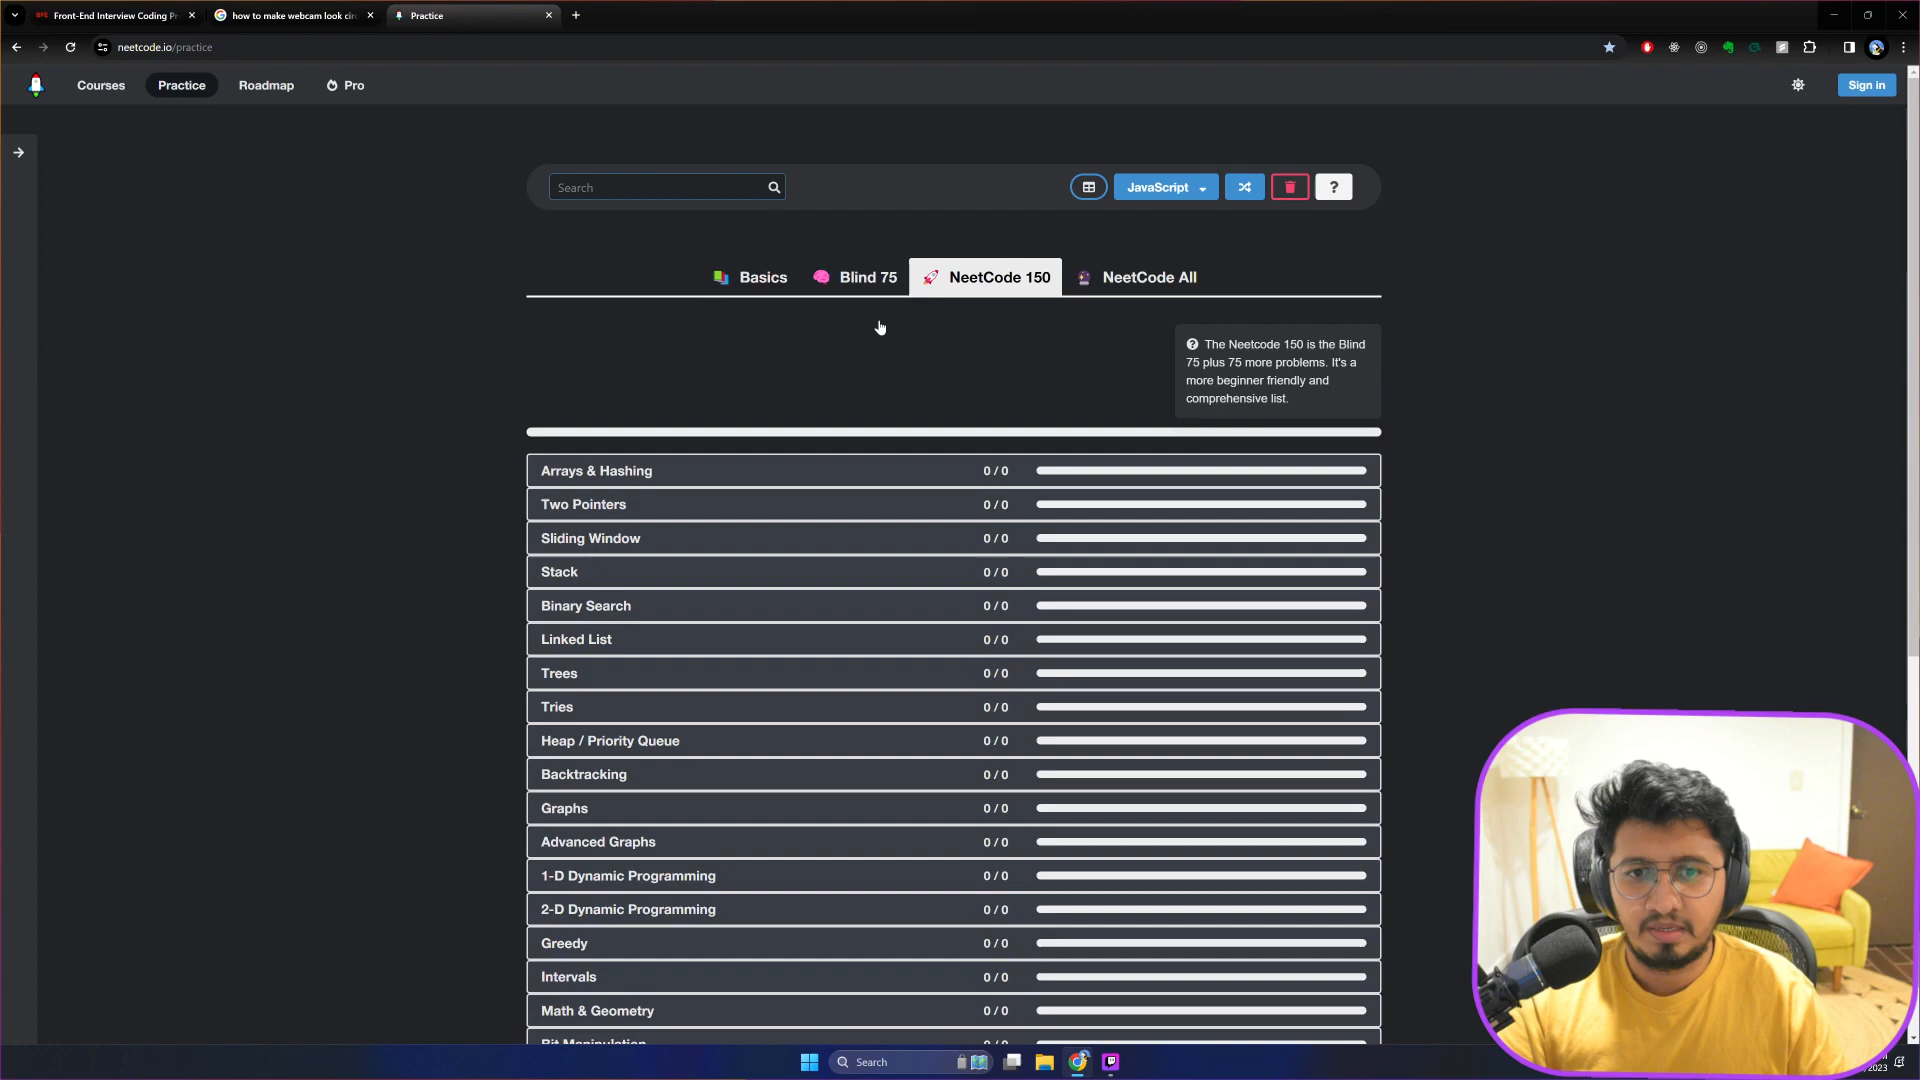 Front-End Interview Coding Pr
how to make webcam look circ
Practice
neetcode.io/practice
Courses
Practice
Roadmap
Pro
Sign in
Search
JavaScript
?
Basics
Blind 75
NeetCode 150
NeetCode All
The Neetcode 150 is the Blind
75 plus 75 more problems. It's a
more beginner friendly and
comprehensive list.
Arrays & Hashing 0 / 0
Two Pointers 0 / 0
Sliding Window 0 / 0
Stack 0 / 0
Binary Search 0 / 0
Linked List 0 / 0
Trees 0 / 0
Tries 0 / 0
Heap / Priority Queue 0 / 0
Backtracking 0 / 0
Graphs 0 / 0
Advanced Graphs 0 / 0
1-D Dynamic Programming 0 / 0
2-D Dynamic Programming 0 / 0
Greedy 0 / 0
Intervals 0 / 0
Math & Geometry 0 / 0
Bit Manipulation 0 / 0
Search
/2023